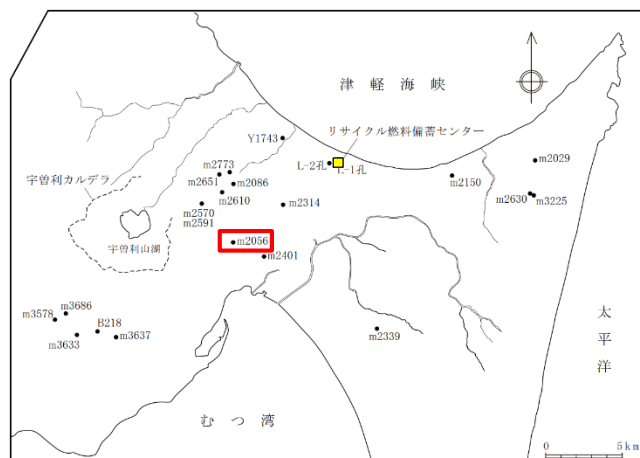 津軽海峡
リサイクル燃料備蓄センター
Y1743
L-2孔
L-1孔
m2029
m2773
m2651
m2086
m2150
宇曽利カルデラ
m2610
m2630
m3225
m2570
m2591
m2314
宇曽利山湖
m2056
m2401
m3686
m3578
B218
m3633
m3637
m2339
太平洋
むつ湾
0
5km